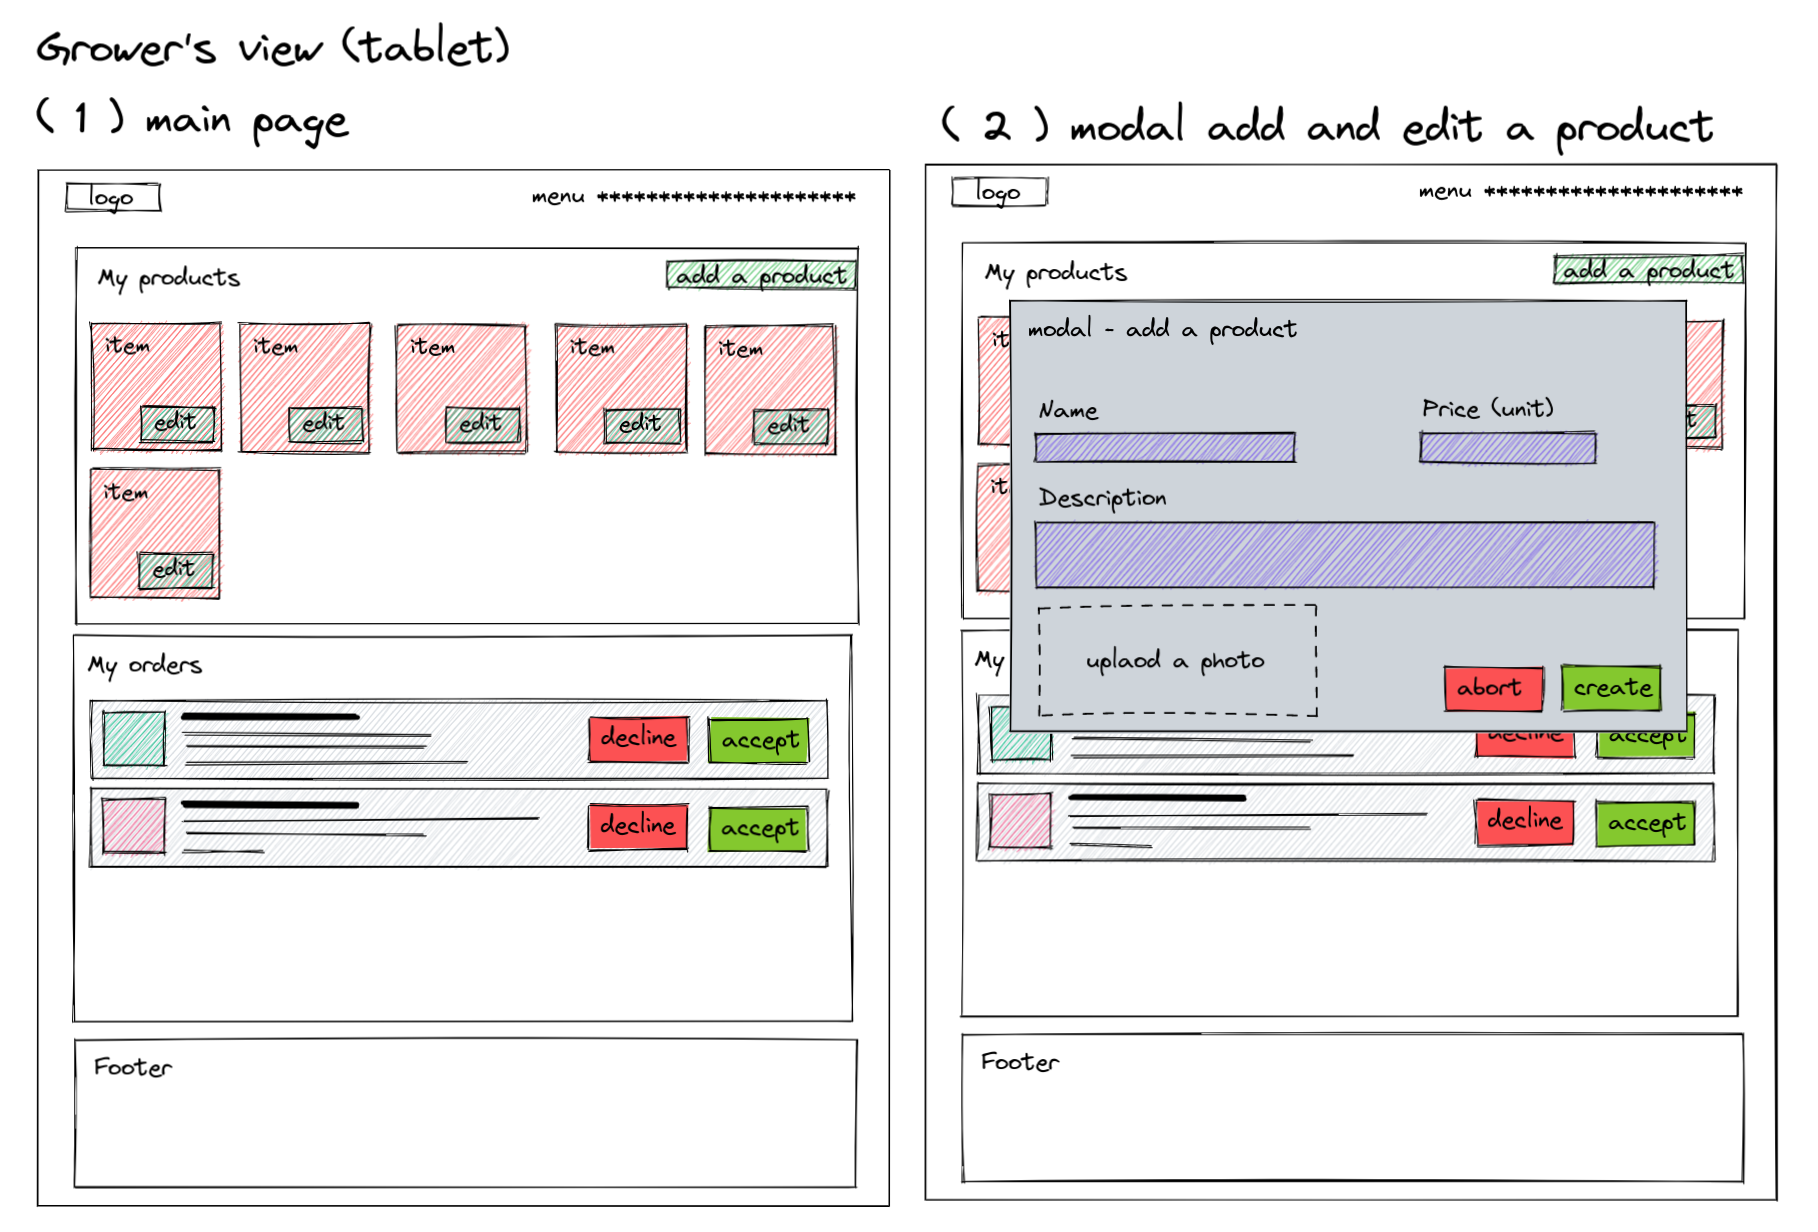 Grower's view (tablet)
( 1 ) main page
logo
menu *********************
My products
add a product
item
item
item
item
item
edit
edit
edit
edit
edit
item
edit
My orders
decline
accept
decline
accept
Footer
( 2 ) modal add and edit a product
logo
menu *********************
My products
add a product
modal - add a product
it
Name
Price (unit)
t
Description
it
uplaod a photo
My
abort
create
decline
accept
decline
accept
Footer